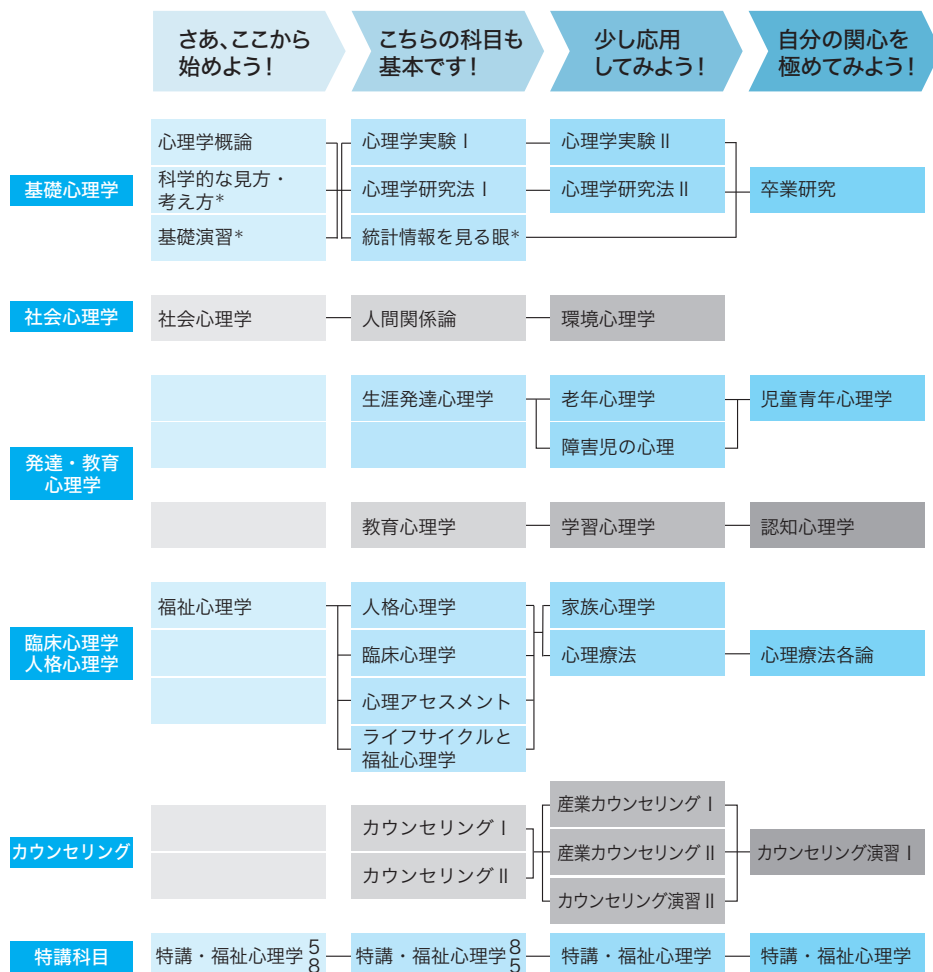 さあ、ここから
始めよう！
こちらの科目も
基本です！
少し応用
してみよう！
自分の関心を
極めてみよう！
基礎心理学
心理学概論
心理学実験Ⅰ
心理学実験Ⅱ
科学的な見方・
考え方*
心理学研究法Ⅰ
心理学研究法Ⅱ
卒業研究
基礎演習*
統計情報を見る眼*
社会心理学
社会心理学
人間関係論
環境心理学
発達・教育
心理学
生涯発達心理学
老年心理学
児童青年心理学
障害児の心理
教育心理学
学習心理学
認知心理学
臨床心理学
人格心理学
福祉心理学
人格心理学
家族心理学
臨床心理学
心理療法
心理療法各論
心理アセスメント
ライフサイクルと
福祉心理学
カウンセリング
カウンセリングⅠ
カウンセリングⅡ
産業カウンセリングⅠ
産業カウンセリングⅡ
カウンセリング演習Ⅱ
カウンセリング演習Ⅰ
特講科目
特講・福祉心理学 5 8
特講・福祉心理学 8 5
特講・福祉心理学
特講・福祉心理学